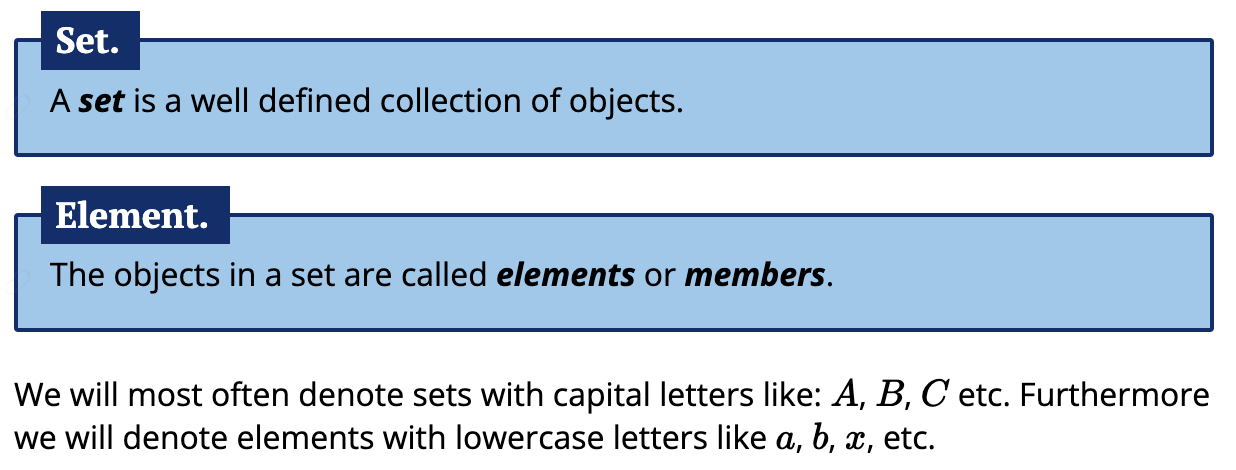 Set.
A set is a well defined collection of objects.
Element.
The objects in a set are called elements or members.
We will most often denote sets with capital letters like: A, B, C etc. Furthermore
we will denote elements with lowercase letters like a, b, x, etc.